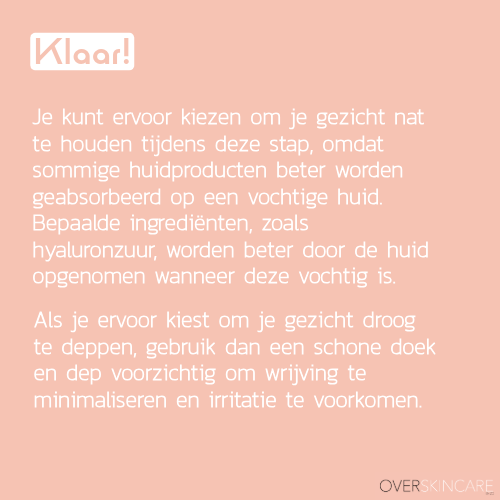 Klaar!
Je kunt ervoor kiezen om je gezicht nat
te houden tijdens deze stap, omdat
sommige huidproducten beter worden
geabsorbeerd op een vochtige huid.
Bepaalde ingrediënten, zoals
hyaluronzuur, worden beter door de huid
opgenomen wanneer deze vochtig is.
Als je ervoor kiest om je gezicht droog
te deppen, gebruik dan een schone doek
en dep voorzichtig om wrijving te
minimaliseren en irritatie te voorkomen.
OVERSKINCARE